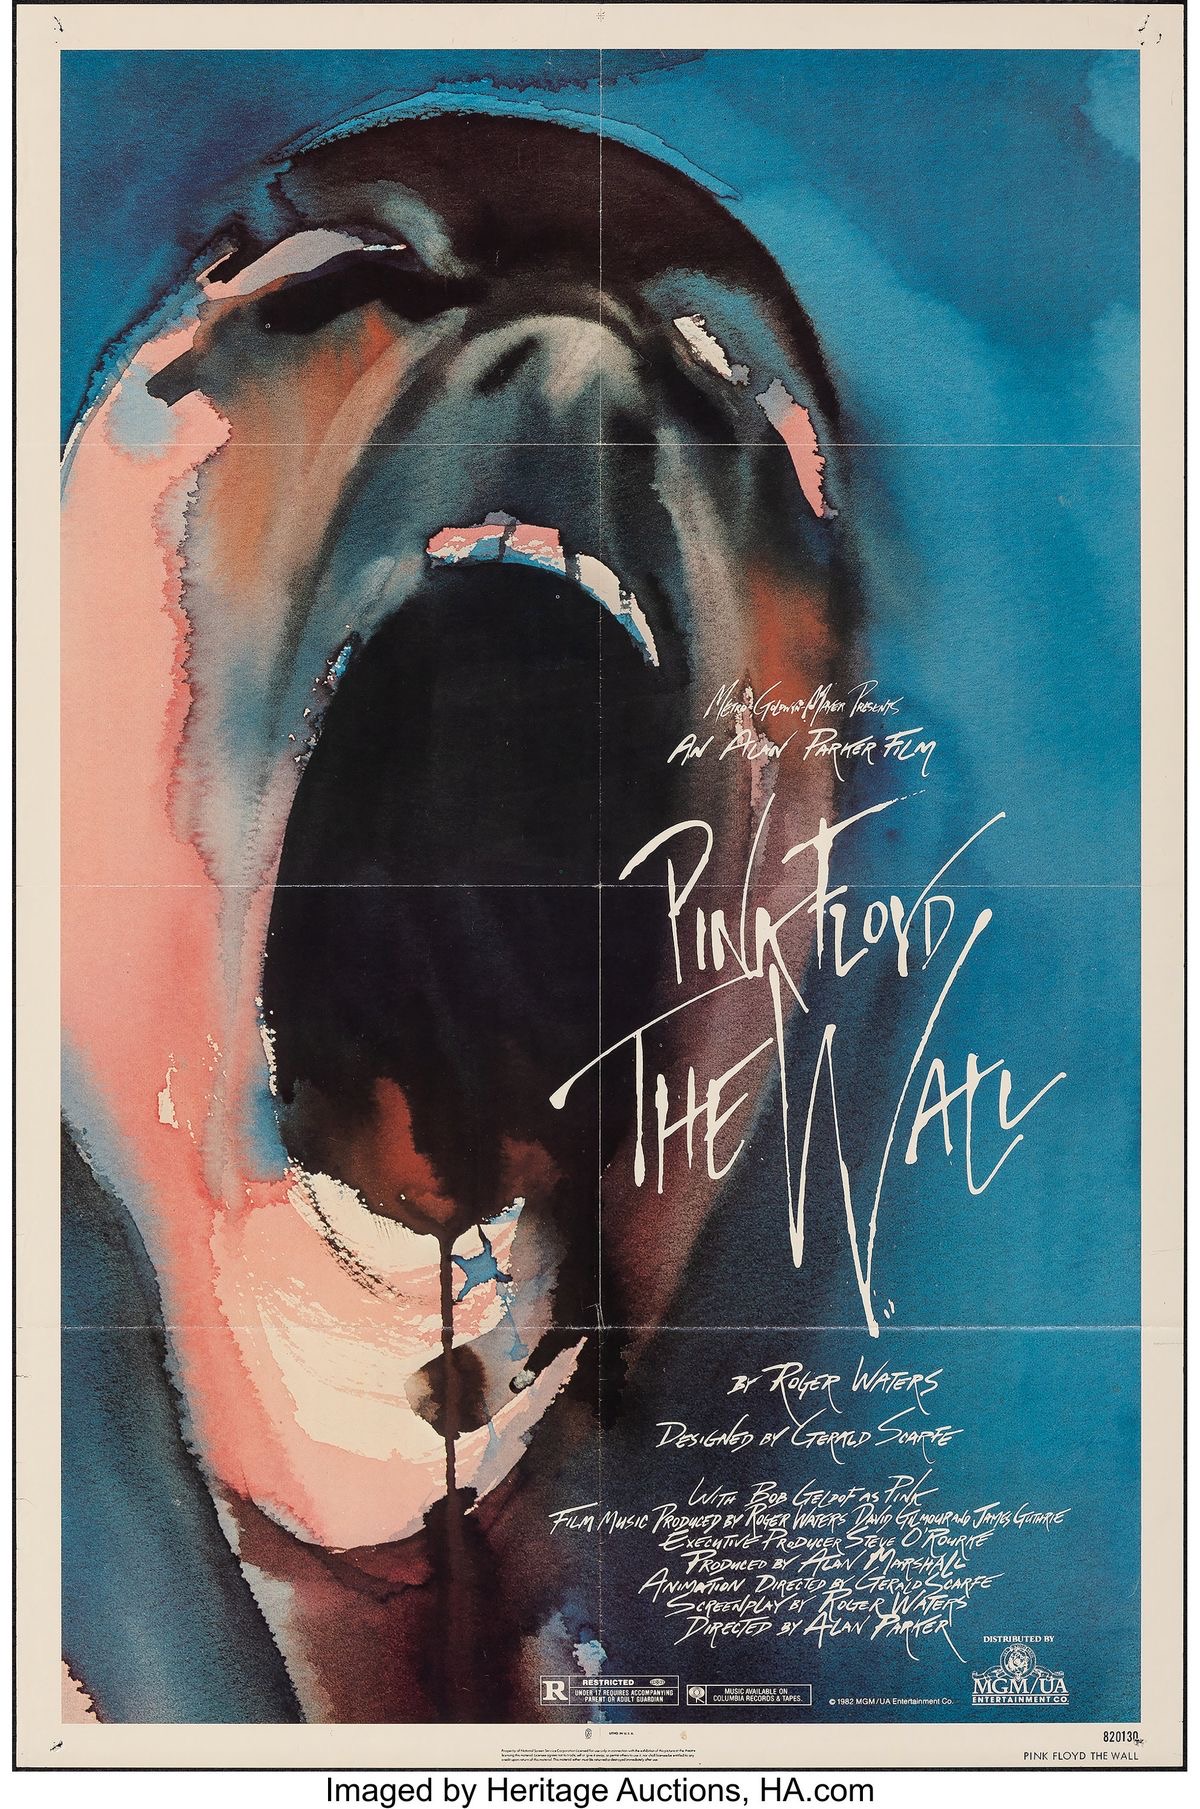 Metro-Goldwyn-Mayer Presents
An Alan Parker Film
Pink Floyd
The Wall
by Roger Waters
Designed by Gerald Scarfe
With Bob Geldof as Pink
Film Music Produced by Roger Waters David Gilmour and James Guthrie
Executive Producer Steve O'Rourke
Produced by Alan Marshall
Animation Directed by Gerald Scarfe
Screenplay by Roger Waters
Directed by Alan Parker
DISTRIBUTED BY
MGM/UA
ENTERTAINMENT CO.
R RESTRICTED
UNDER 17 REQUIRES ACCOMPANYING
PARENT OR ADULT GUARDIAN
MUSIC AVAILABLE ON
COLUMBIA RECORDS & TAPES.
© 1982 MGM/UA Entertainment Co.
LITHO IN U.S.A.
820130
PINK FLOYD THE WALL
Imaged by Heritage Auctions, HA.com